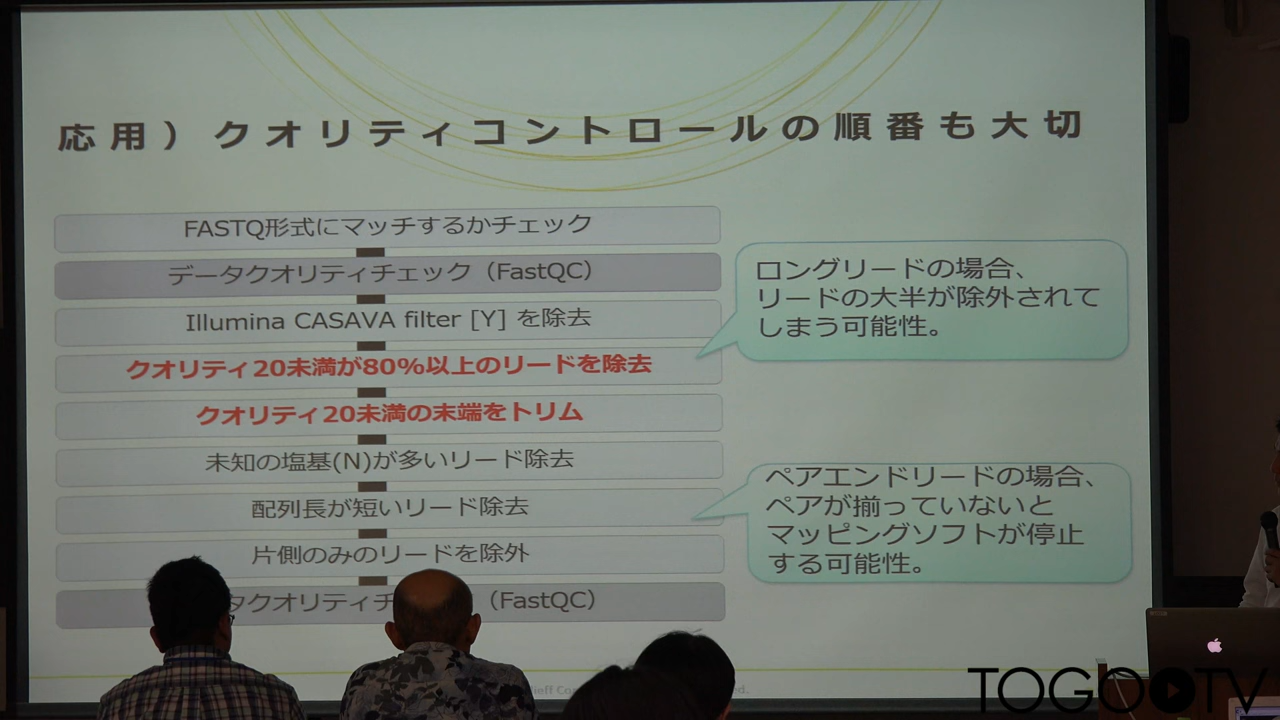 応用）クオリティコントロールの順番も大切
FASTQ形式にマッチするかチェック
データクオリティチェック（FastQC）
Illumina CASAVA filter [Y] を除去
クオリティ20未満が80%以上のリードを除去
クオリティ20未満の末端をトリム
未知の塩基(N)が多いリード除去
配列長が短いリード除去
片側のみのリードを除外
タクオリティチ （FastQC）
ロングリードの場合、
リードの大半が除外されて
しまう可能性。
ペアエンドリードの場合、
ペアが揃っていないと
マッピングソフトが停止
する可能性。
TOGOTV